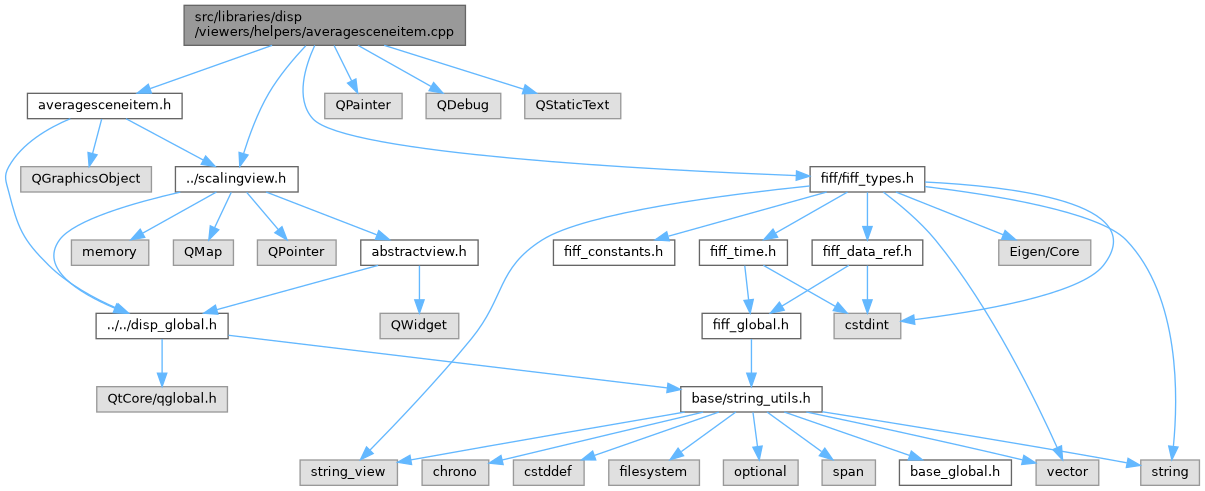 src/libraries/disp
/viewers/helpers/averagesceneitem.cpp
averagesceneitem.h
QPainter
QDebug
QStaticText
QGraphicsObject
../scalingview.h
fiff/fiff_types.h
memory
QMap
QPointer
abstractview.h
fiff_constants.h
fiff_time.h
fiff_data_ref.h
Eigen/Core
../../disp_global.h
QWidget
fiff_global.h
cstdint
QtCore/qglobal.h
base/string_utils.h
string_view
chrono
cstddef
filesystem
optional
span
base_global.h
vector
string